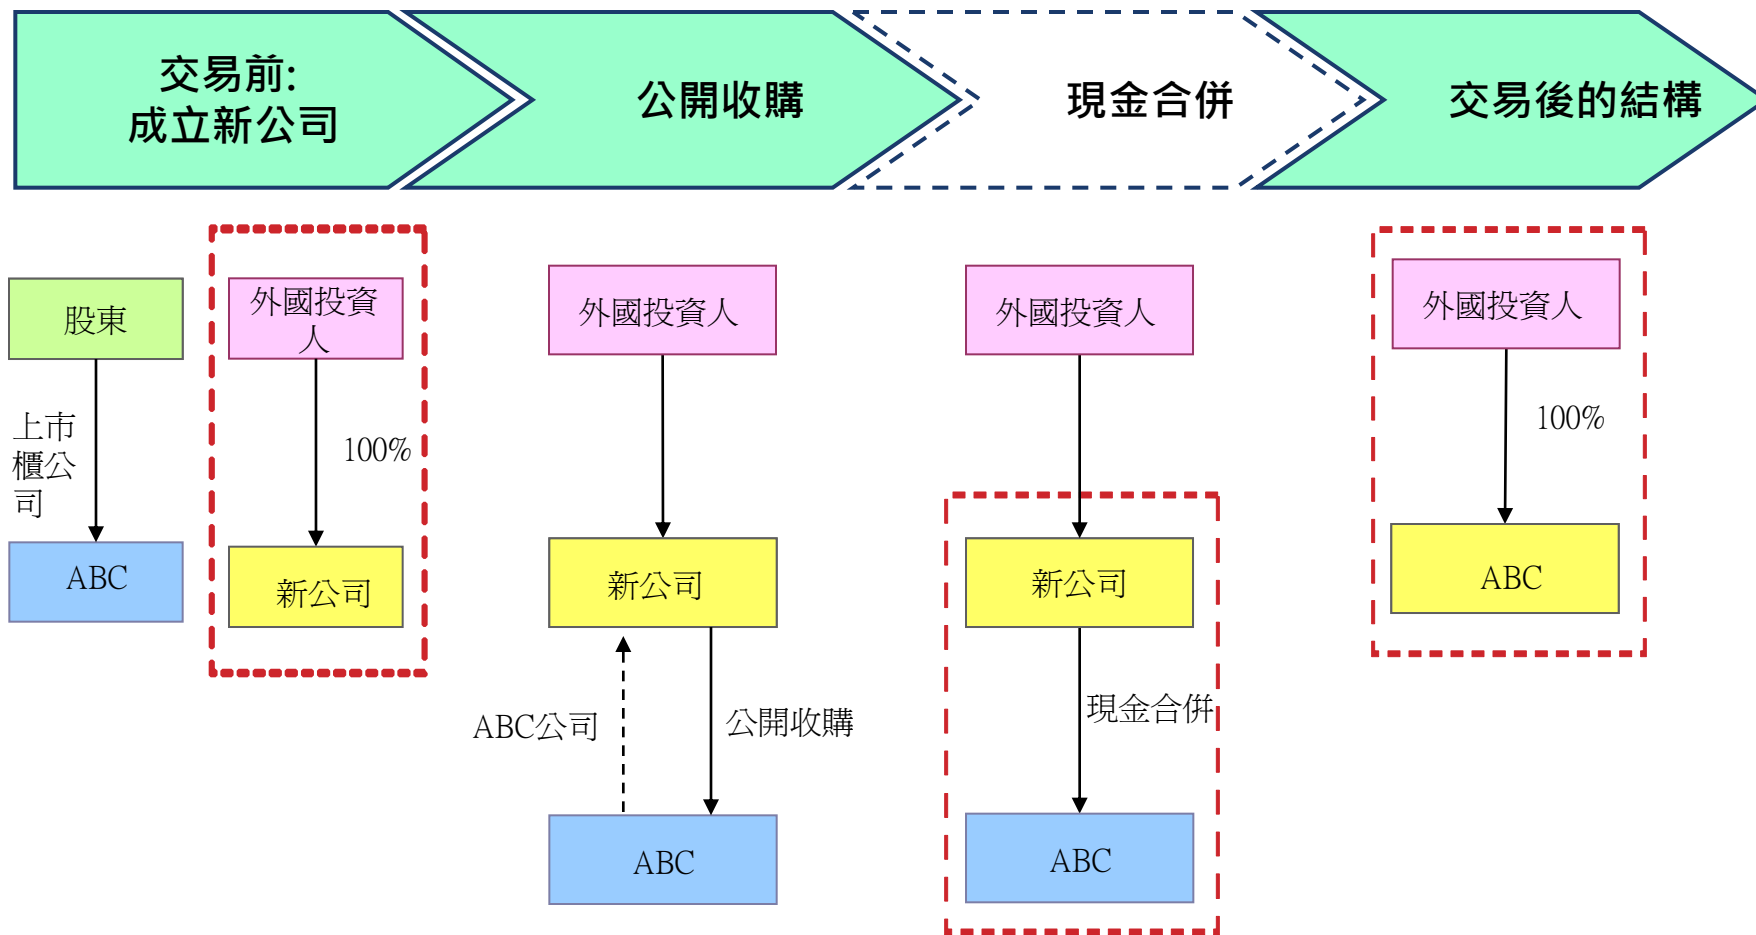 交易前:
成立新公司
公開收購
現金合併
交易後的結構
股東
上市
櫃公
司
ABC
外國投資
人
100%
新公司
外國投資人
新公司
ABC公司
公開收購
ABC
外國投資人
新公司
現金合併
ABC
外國投資人
100%
ABC